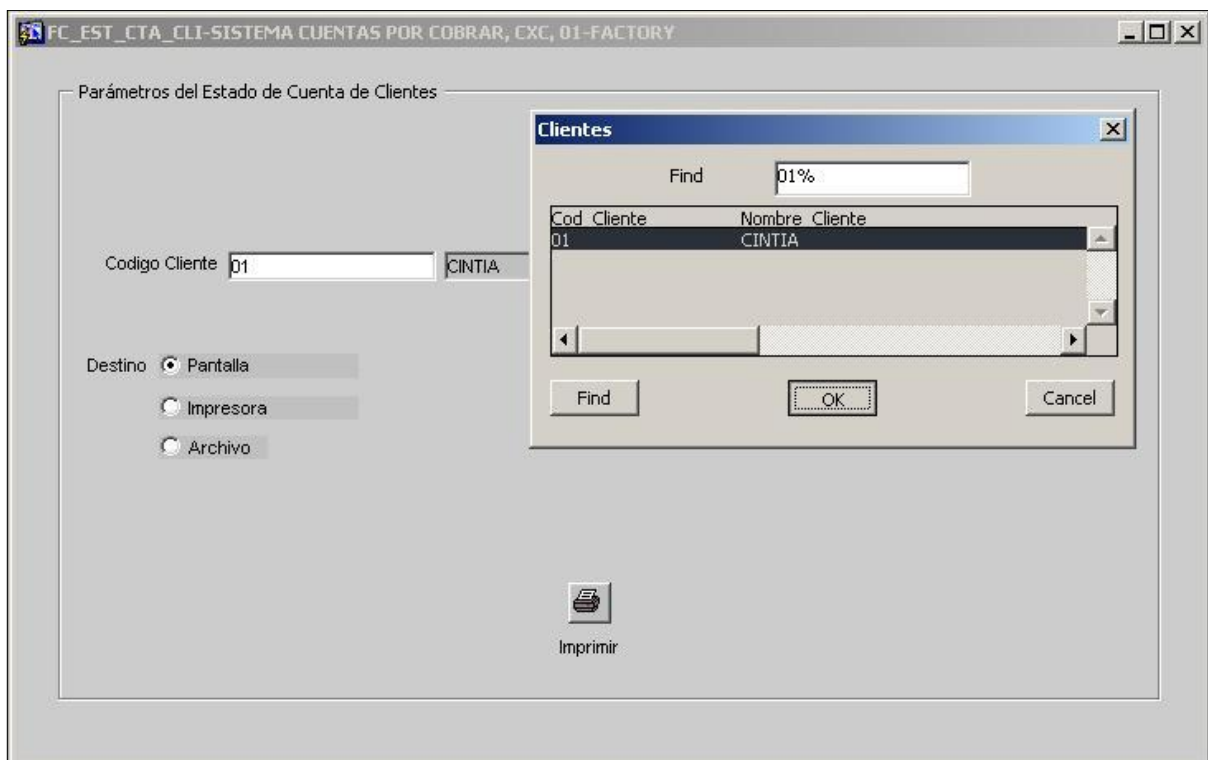 FC_EST_CTA_CLI-SISTEMA CUENTAS POR COBRAR, CXC, 01-FACTORY
Parámetros del Estado de Cuenta de Clientes
Clientes
Find 01%
Cod Cliente Nombre Cliente
01 CINTIA
Codigo Cliente 01 CINTIA
Destino Pantalla
Impresora
Archivo
Find OK Cancel
Imprimir